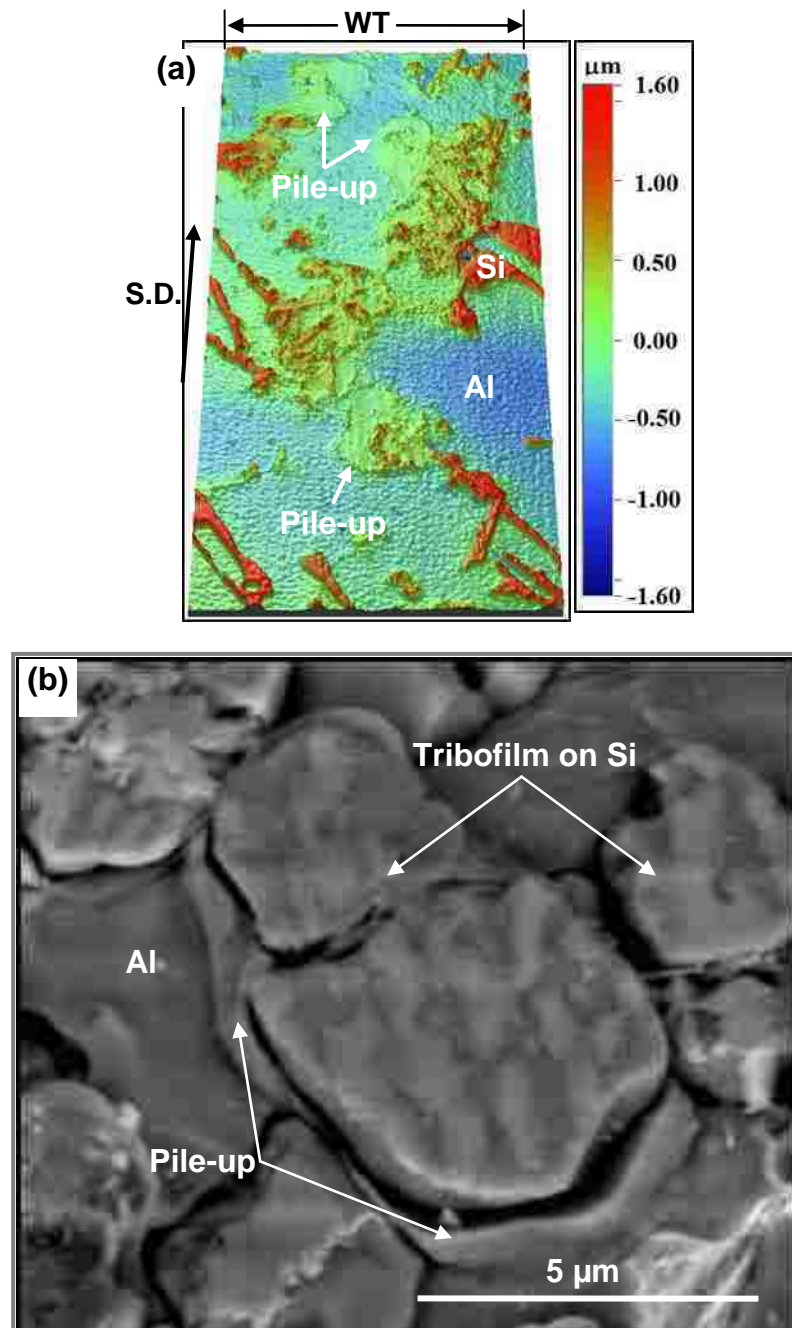 WT
(a)
µm
1.60
1.00
0.50
0.00
-0.50
-1.00
-1.60
Pile-up
Si
S.D.
Al
Pile-up
(b)
Tribofilm on Si
Al
Pile-up
5 µm